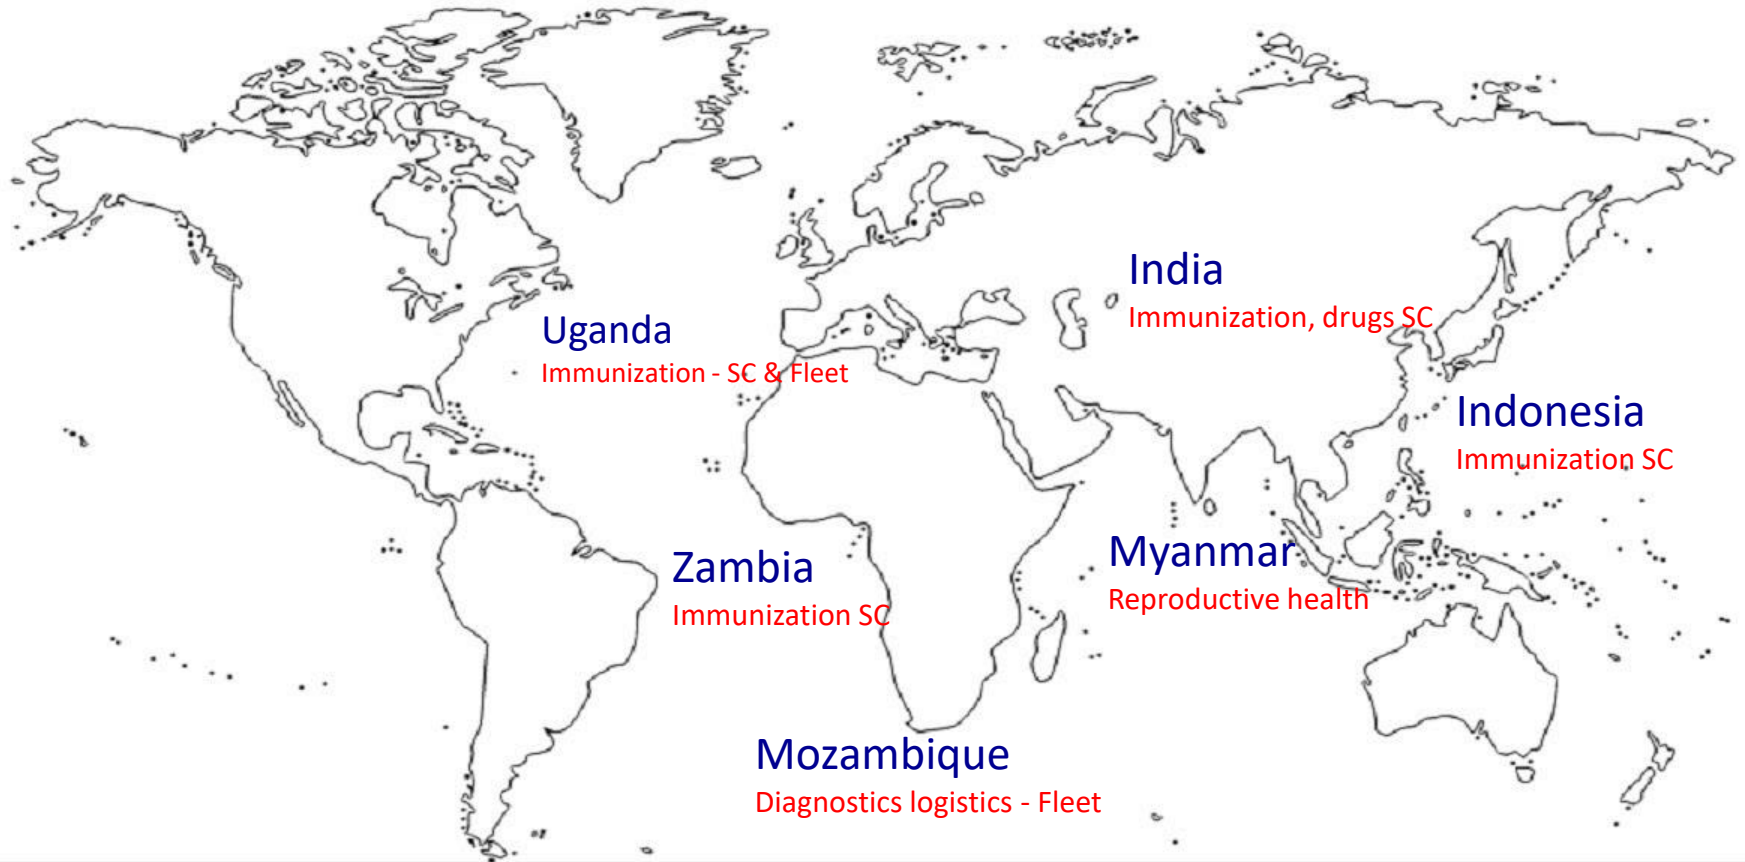 India
Immunization, drugs SC
Uganda
Immunization - SC & Fleet
Indonesia
Immunization SC
Myanmar
Reproductive health
Zambia
Immunization SC
Mozambique
Diagnostics logistics - Fleet